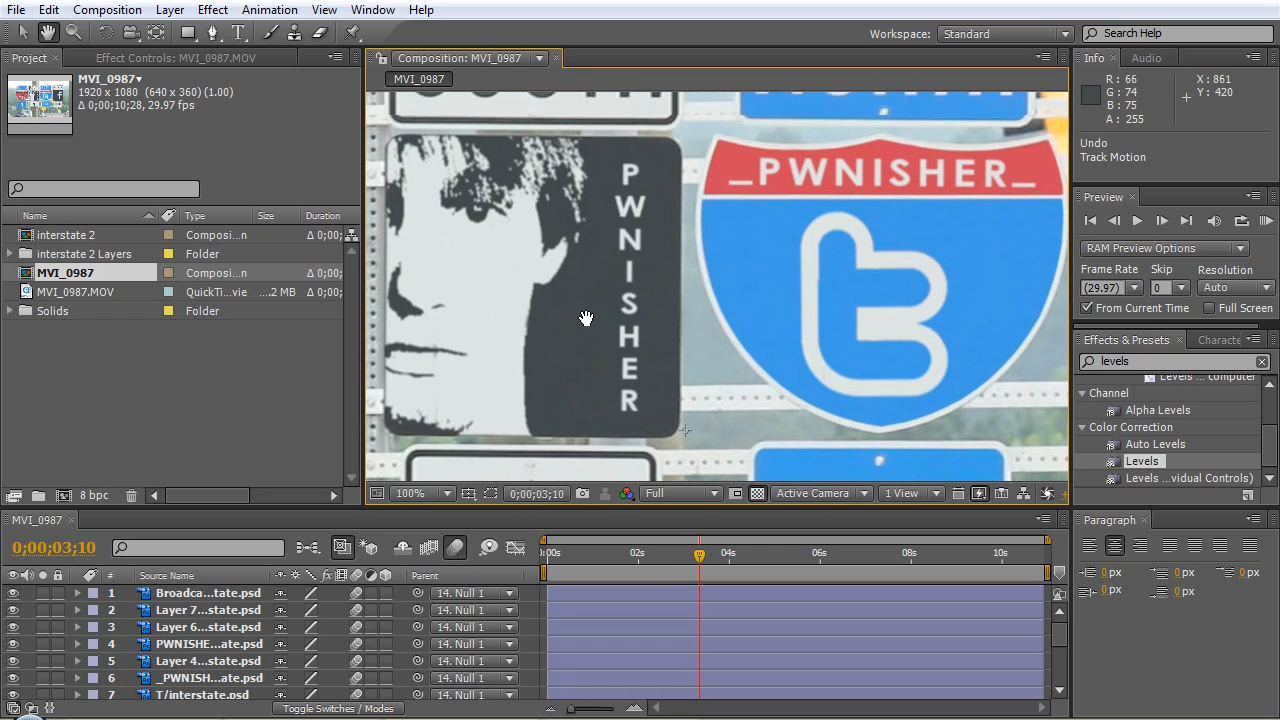 File Edit Composition Layer Effect Animation View Window Help
Workspace: Standard Search Help
Project Effect Controls: MVI_0987.MOV
MVI_0987
1920 x 1080 (640 x 360) (1.00)
Δ 0;00;10;28, 29.97 fps
Name Type Size Duration
interstate 2 Composi...n Δ 0;00;
interstate 2 Layers Folder
MVI_0987 Composi...n Δ 0;00;
MVI_0987.MOV QuickTi...vie ....2 MB Δ 0;00;
Solids Folder
8 bpc
Composition: MVI_0987
MVI_0987
PWNISHER
_PWNISHER_
t
100% 0;00;03;10 Full Active Camera 1 View
Info Audio
R : 66 X : 861
G : 74 Y : 420
B : 75
A : 255
Undo
Track Motion
Preview
RAM Preview Options
Frame Rate Skip Resolution
(29.97) 0 Auto
From Current Time Full Screen
Effects & Presets Characte
levels
Levels ... computer
Channel
Alpha Levels
Color Correction
Auto Levels
Levels
Levels ...vidual Controls)
Paragraph
0 px 0 px 0 px
0 px 0 px
MVI_0987
0;00;03;10
:00s 02s 04s 06s 08s 10s
# Source Name fx Parent
1 Broadca...tate.psd 14. Null 1
2 Layer 7...state.psd 14. Null 1
3 Layer 6...state.psd 14. Null 1
4 PWNISHE...ate.psd 14. Null 1
5 Layer 4...state.psd 14. Null 1
6 _PWNISH...ate.psd 14. Null 1
7 T/interstate.psd 14. Null 1
Toggle Switches / Modes